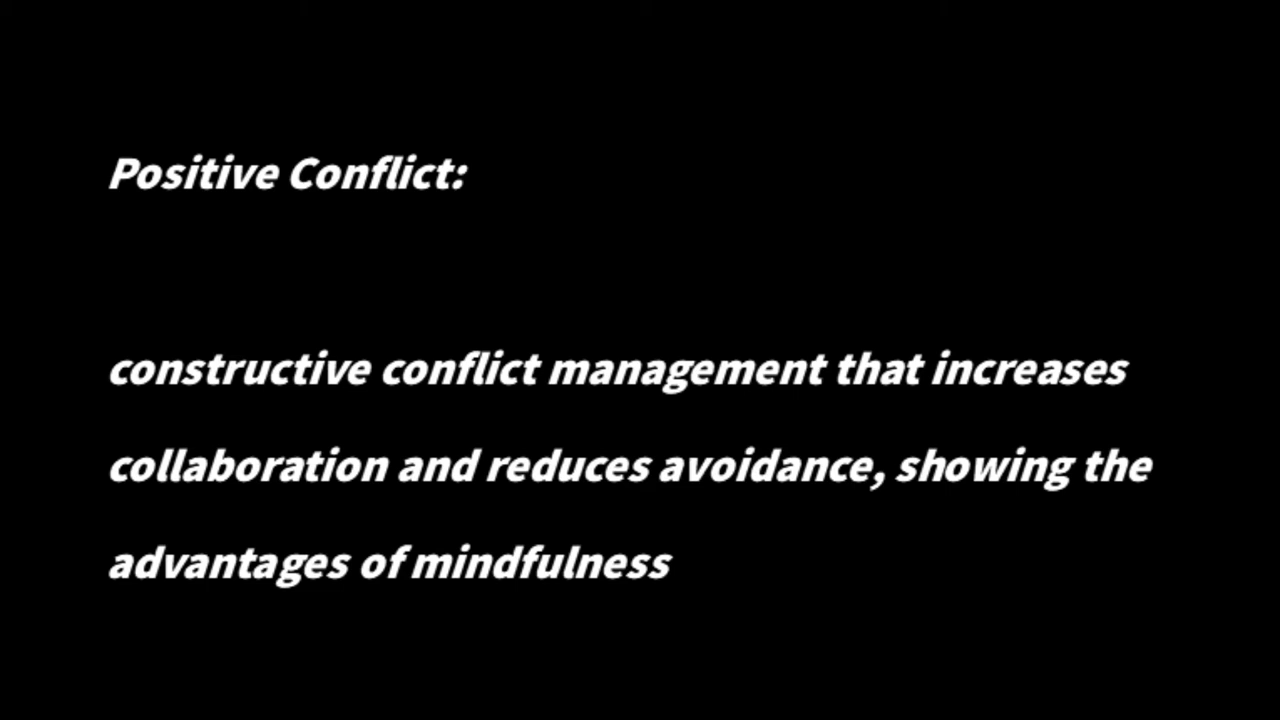 Positive Conflict:
constructive conflict management that increases
collaboration and reduces avoidance, showing the
advantages of mindfulness